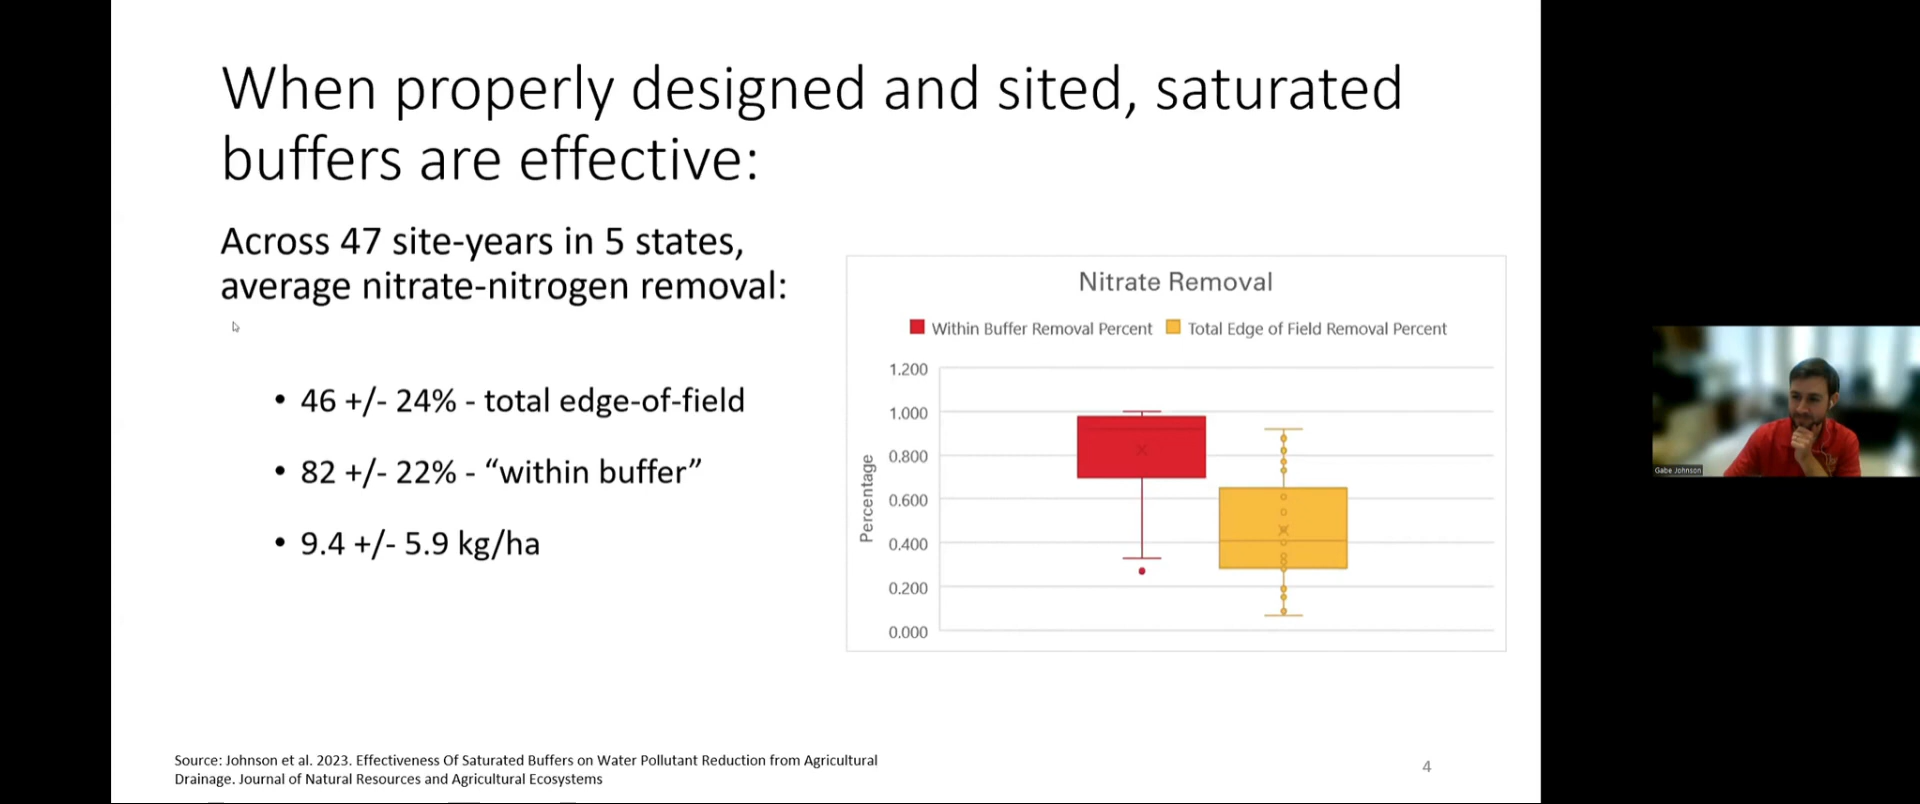 When properly designed and sited, saturated
buffers are effective:
Across 47 site-years in 5 states,
average nitrate-nitrogen removal:
• 46 +/- 24% - total edge-of-field
• 82 +/- 22% - “within buffer”
• 9.4 +/- 5.9 kg/ha
Nitrate Removal
Within Buffer Removal Percent Total Edge of Field Removal Percent
Percentage
1.200
1.000
0.800
0.600
0.400
0.200
0.000
Source: Johnson et al. 2023. Effectiveness Of Saturated Buffers on Water Pollutant Reduction from Agricultural
Drainage. Journal of Natural Resources and Agricultural Ecosystems
4
Gabe Johnson